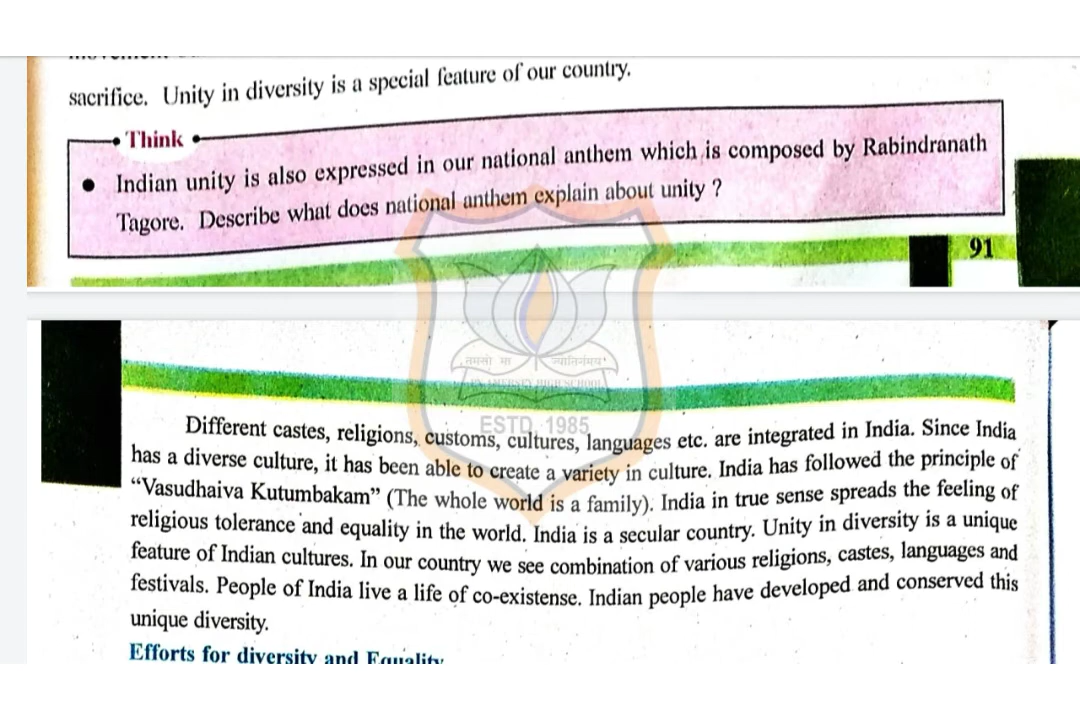 sacrifice. Unity in diversity is a special feature of our country.
Think
• Indian unity is also expressed in our national anthem which is composed by Rabindranath
Tagore. Describe what does national anthem explain about unity ?
91
तमसो मा ज्योतिर्गमय
HIGH SCHOOL
ESTD. 1985
Different castes, religions, customs, cultures, languages etc. are integrated in India. Since India
has a diverse culture, it has been able to create a variety in culture. India has followed the principle of
“Vasudhaiva Kutumbakam” (The whole world is a family). India in true sense spreads the feeling of
religious tolerance and equality in the world. India is a secular country. Unity in diversity is a unique
feature of Indian cultures. In our country we see combination of various religions, castes, languages and
festivals. People of India live a life of co-existense. Indian people have developed and conserved this
unique diversity.
Efforts for diversity and Equality